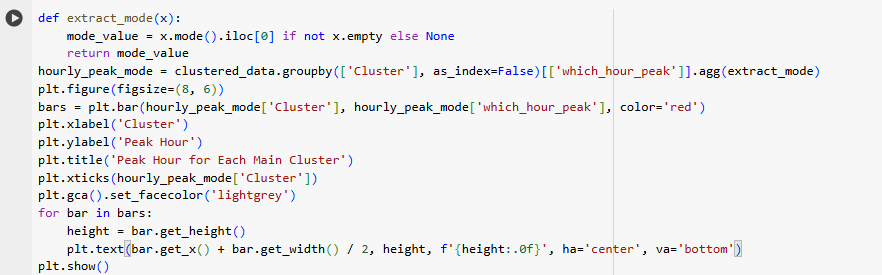 def extract_mode(x):
    mode_value = x.mode().iloc[0] if not x.empty else None
    return mode_value
hourly_peak_mode = clustered_data.groupby(['Cluster'], as_index=False)[['which_hour_peak']].agg(extract_mode)
plt.figure(figsize=(8, 6))
bars = plt.bar(hourly_peak_mode['Cluster'], hourly_peak_mode['which_hour_peak'], color='red')
plt.xlabel('Cluster')
plt.ylabel('Peak Hour')
plt.title('Peak Hour for Each Main Cluster')
plt.xticks(hourly_peak_mode['Cluster'])
plt.gca().set_facecolor('lightgrey')
for bar in bars:
    height = bar.get_height()
    plt.text(bar.get_x() + bar.get_width() / 2, height, f'{height:.0f}', ha='center', va='bottom')
plt.show()